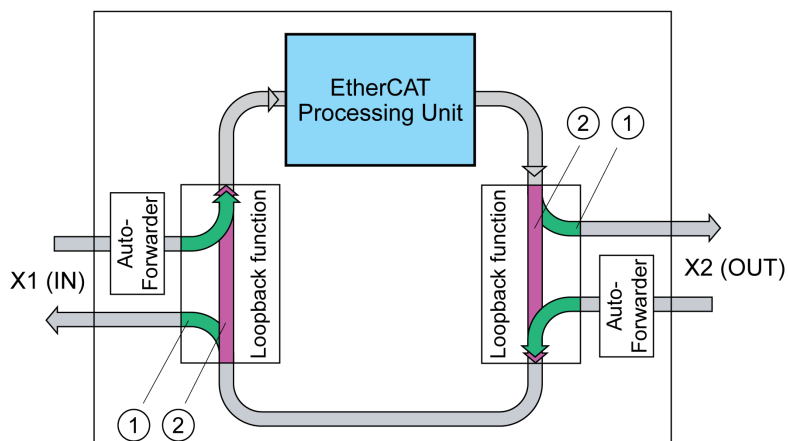 EtherCAT
Processing Unit
2 1
Auto-
Forwarder
Loopback function
Loopback function
X1 (IN)
X2 (OUT)
Auto-
Forwarder
1 2